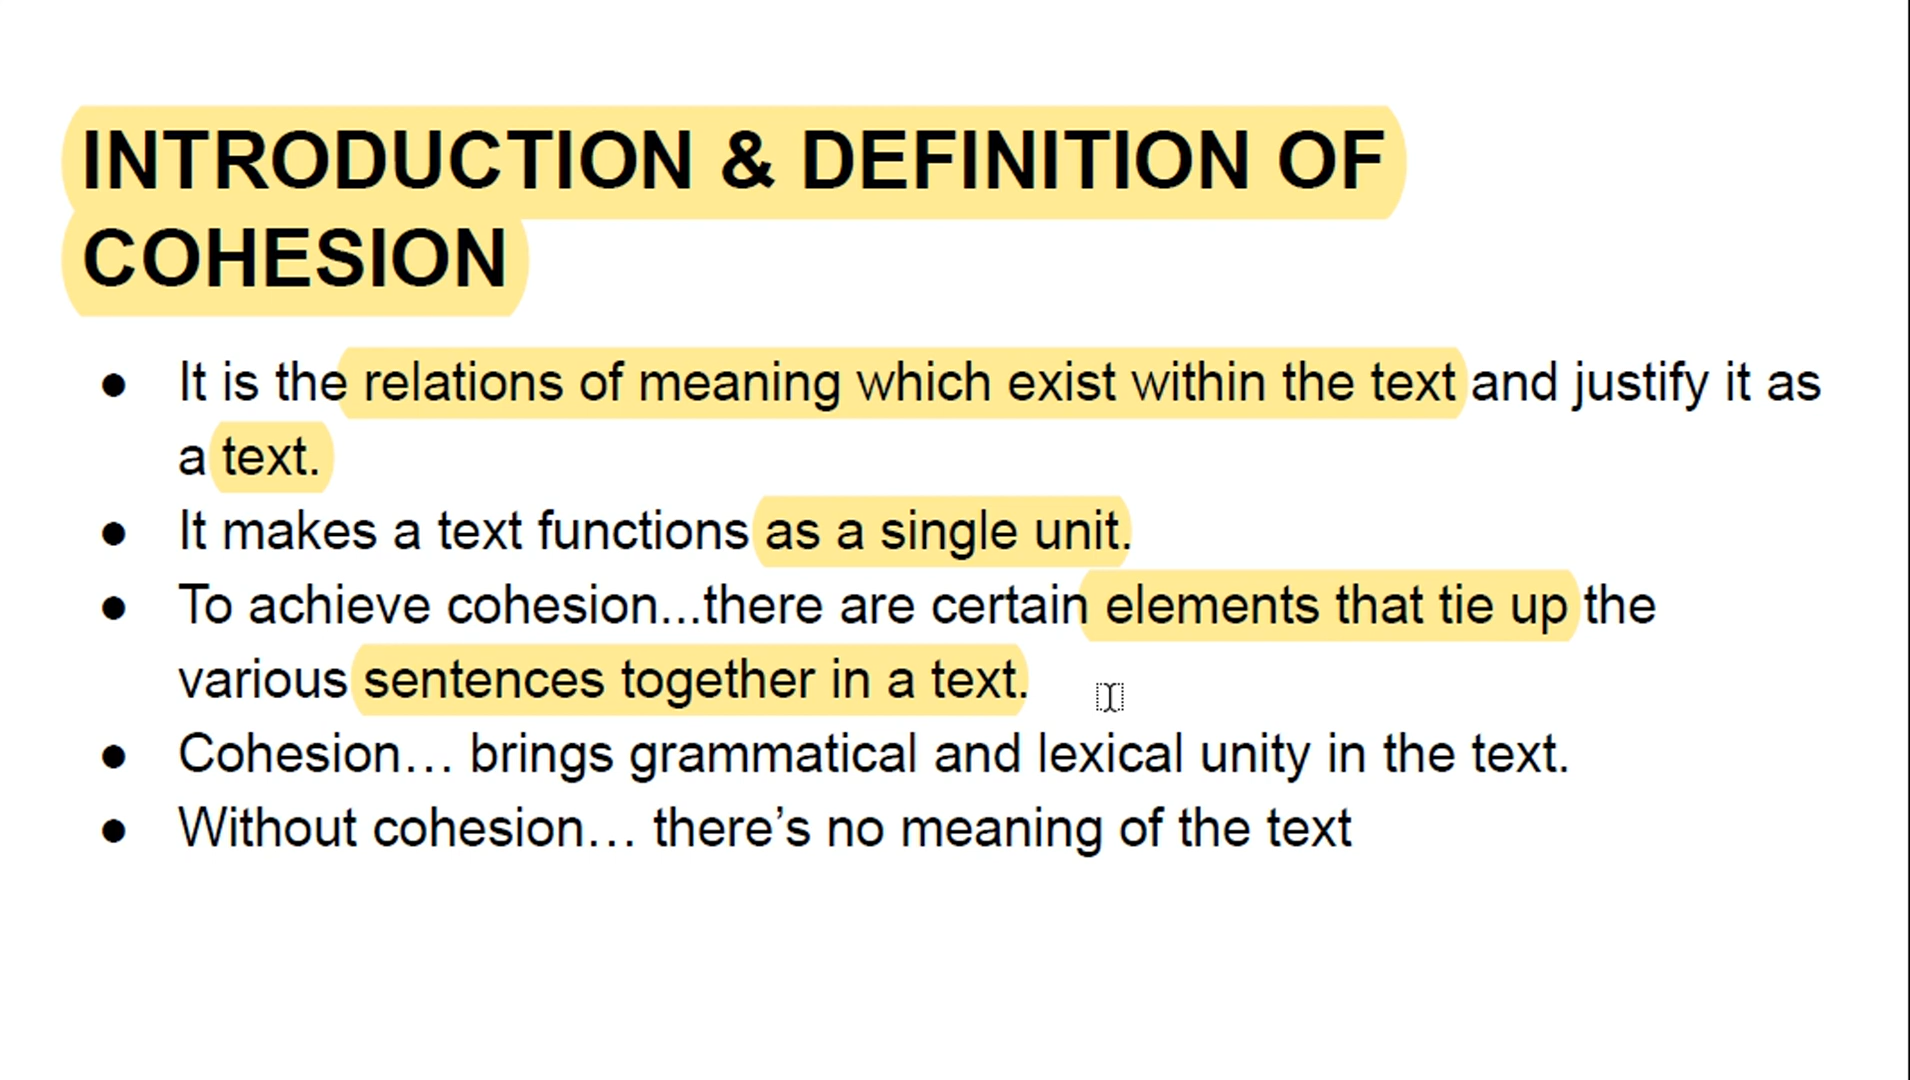 INTRODUCTION & DEFINITION OF
COHESION
● It is the relations of meaning which exist within the text and justify it as
a text.
● It makes a text functions as a single unit.
● To achieve cohesion...there are certain elements that tie up the
various sentences together in a text.
● Cohesion… brings grammatical and lexical unity in the text.
● Without cohesion… there’s no meaning of the text